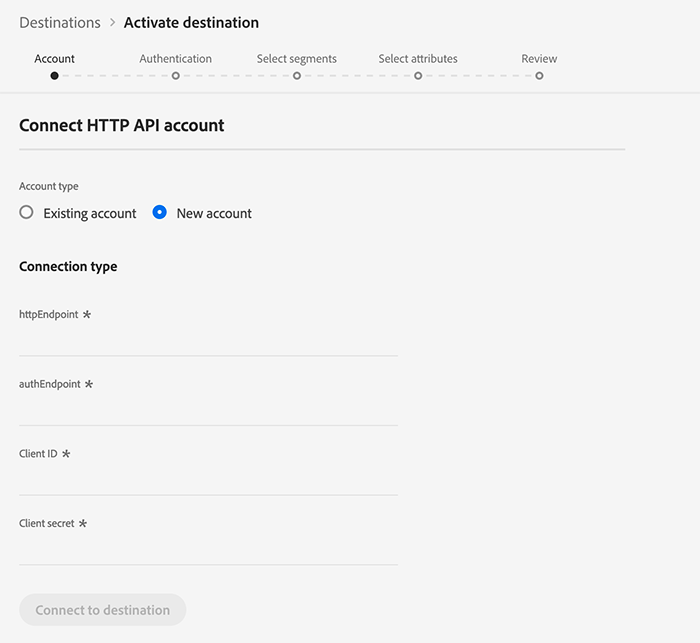 Destinations > Activate destination
Account Authentication Select segments Select attributes Review
Connect HTTP API account
Account type
Existing account New account
Connection type
httpEndpoint *
authEndpoint *
Client ID *
Client secret *
Connect to destination